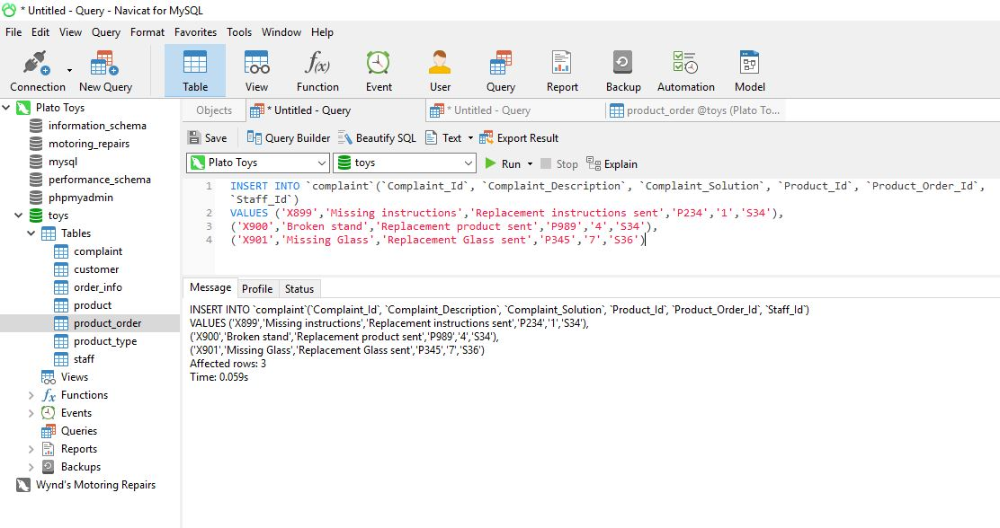 * Untitled - Query - Navicat for MySQL
File Edit View Query Format Favorites Tools Window Help
Connection New Query Table View Function Event User Query Report Backup Automation Model
Plato Toys
information_schema
motoring_repairs
mysql
performance_schema
phpmyadmin
toys
Tables
complaint
customer
order_info
product
product_order
product_type
staff
Views
Functions
Events
Queries
Reports
Backups
Wynd's Motoring Repairs
Objects * Untitled - Query * Untitled - Query product_order @toys (Plato To...
Save Query Builder Beautify SQL Text Export Result
Plato Toys toys Run Stop Explain
1 INSERT INTO `complaint`(`Complaint_Id`, `Complaint_Description`, `Complaint_Solution`, `Product_Id`, `Product_Order_Id`,
`Staff_Id`)
2 VALUES ('X899','Missing instructions','Replacement instructions sent','P234','1','S34'),
3 ('X900','Broken stand','Replacement product sent','P989','4','S34'),
4 ('X901','Missing Glass','Replacement Glass sent','P345','7','S36')
Message Profile Status
INSERT INTO `complaint`(`Complaint_Id`, `Complaint_Description`, `Complaint_Solution`, `Product_Id`, `Product_Order_Id`, `Staff_Id`)
VALUES ('X899','Missing instructions','Replacement instructions sent','P234','1','S34'),
('X900','Broken stand','Replacement product sent','P989','4','S34'),
('X901','Missing Glass','Replacement Glass sent','P345','7','S36')
Affected rows: 3
Time: 0.059s